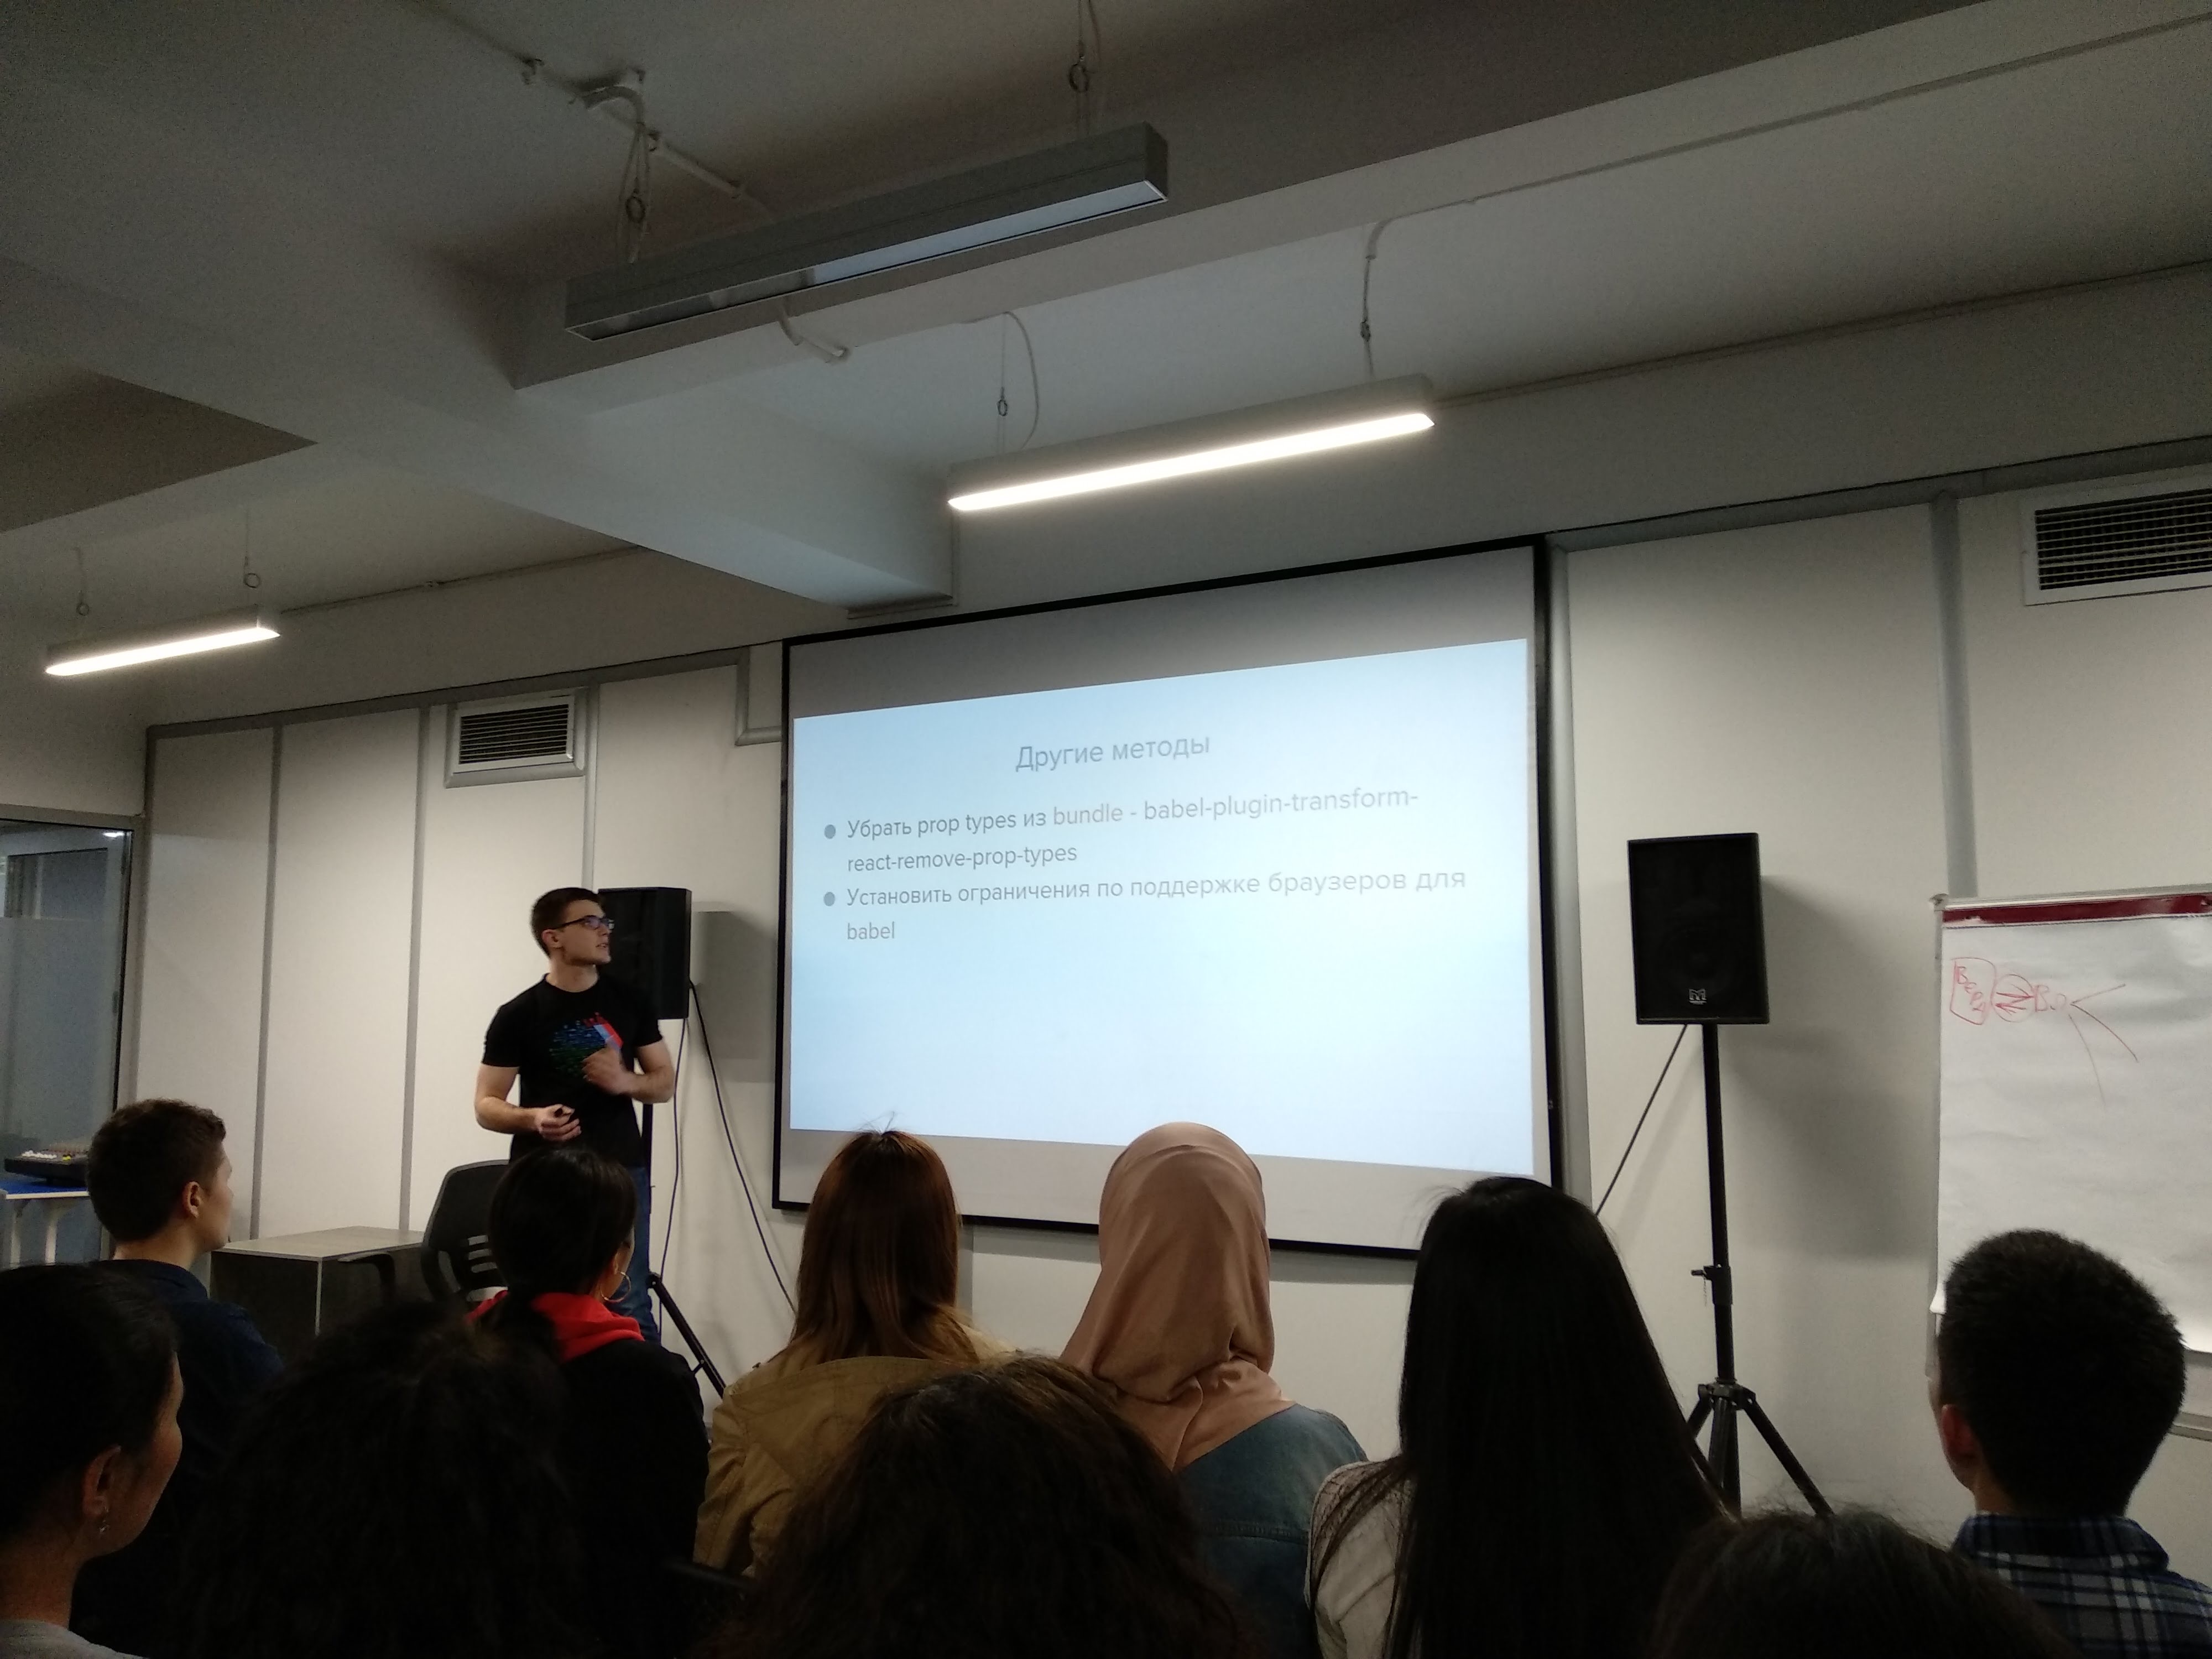 Другие методы
● Убрать prop types из bundle - babel-plugin-transform-
react-remove-prop-types
● Установить ограничения по поддержке браузеров для
babel